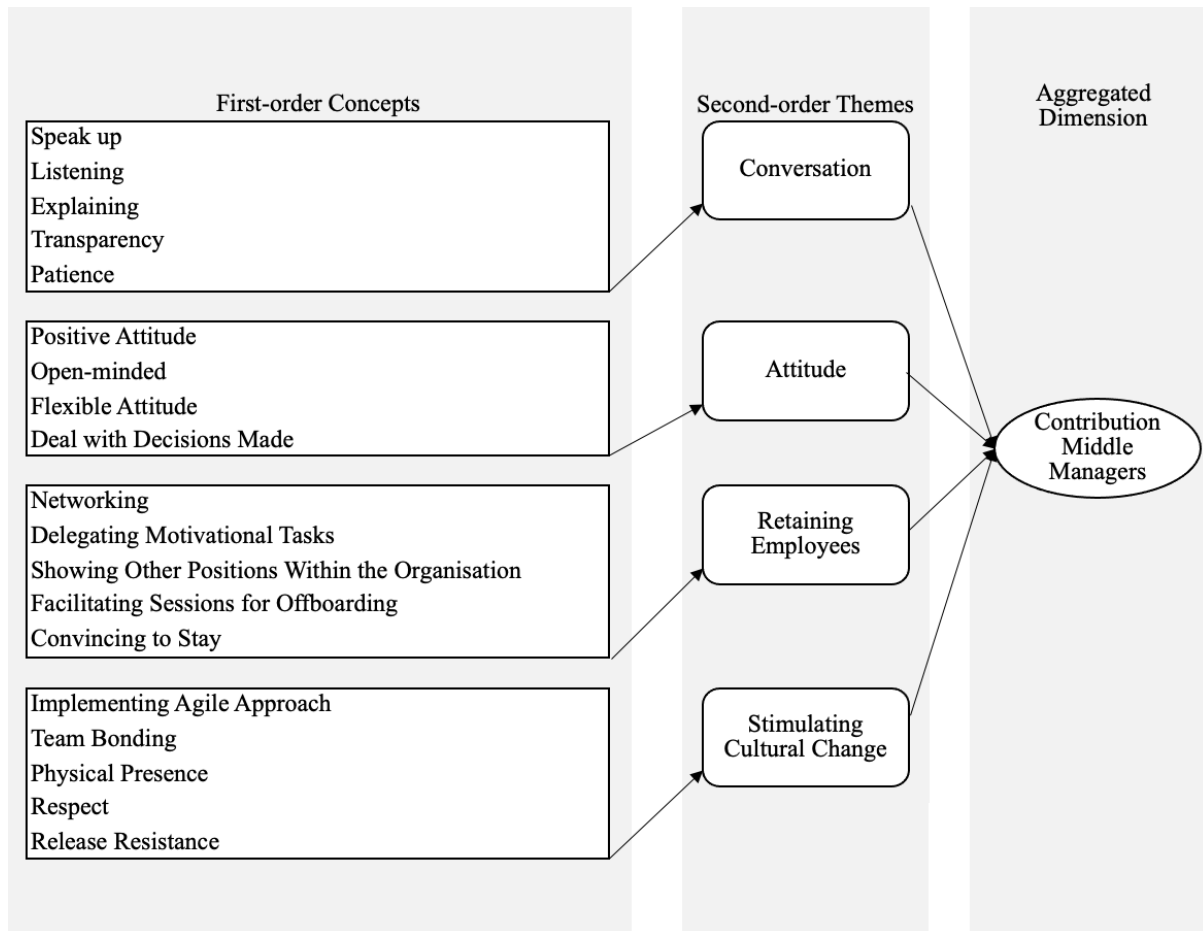 First-order Concepts
Speak up
Listening
Explaining
Transparency
Patience
Positive Attitude
Open-minded
Flexible Attitude
Deal with Decisions Made
Networking
Delegating Motivational Tasks
Showing Other Positions Within the Organisation
Facilitating Sessions for Offboarding
Convincing to Stay
Implementing Agile Approach
Team Bonding
Physical Presence
Respect
Release Resistance
Second-order Themes
Conversation
Attitude
Retaining
Employees
Stimulating
Cultural Change
Aggregated
Dimension
Contribution
Middle
Managers